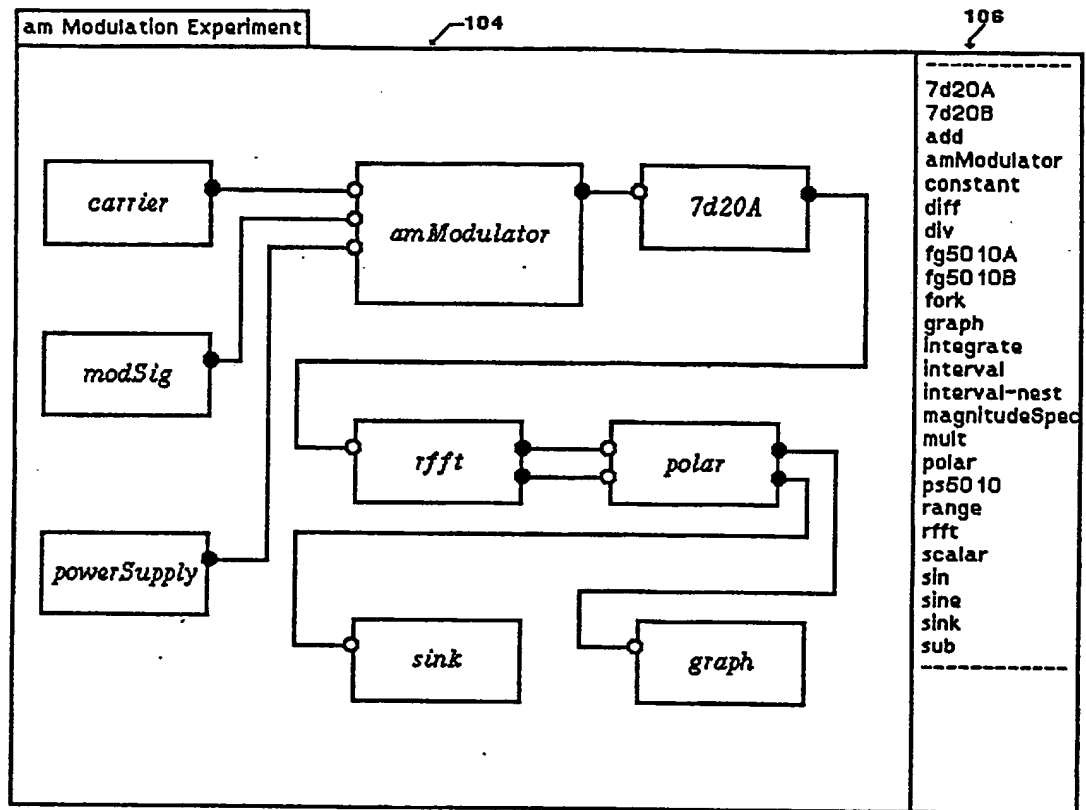 am Modulation Experiment
104
106
carrier
amModulator
7d20A
modSig
rfft
polar
powerSupply
sink
graph
7d20A
7d20B
add
amModulator
constant
diff
div
fg5010A
fg5010B
fork
graph
integrate
interval
interval-nest
magnitudeSpec
mult
polar
ps5010
range
rfft
scalar
sin
sine
sink
sub